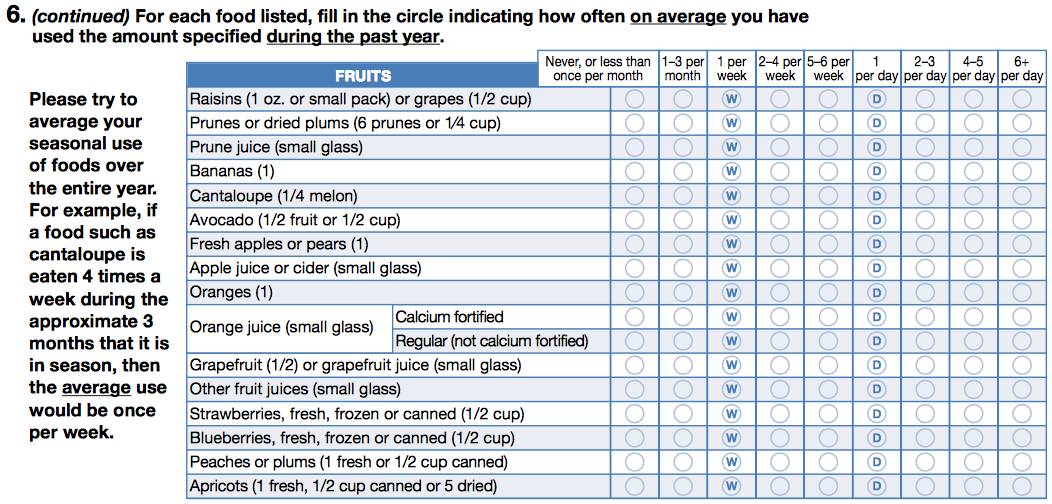 6. (continued) For each food listed, fill in the circle indicating how often on average you have
used the amount specified during the past year.
Please try to
average your
seasonal use
of foods over
the entire year.
For example, if
a food such as
cantaloupe is
eaten 4 times a
week during the
approximate 3
months that it is
in season, then
the average use
would be once
per week.
FRUITS
Never, or less than
once per month
1–3 per
month
1 per
week
2–4 per
week
5–6 per
week
1
per day
2–3
per day
4–5
per day
6+
per day
Raisins (1 oz. or small pack) or grapes (1/2 cup) W D
Prunes or dried plums (6 prunes or 1/4 cup) W D
Prune juice (small glass) W D
Bananas (1) W D
Cantaloupe (1/4 melon) W D
Avocado (1/2 fruit or 1/2 cup) W D
Fresh apples or pears (1) W D
Apple juice or cider (small glass) W D
Oranges (1) W D
Orange juice (small glass)
Calcium fortified W D
Regular (not calcium fortified) W D
Grapefruit (1/2) or grapefruit juice (small glass) W D
Other fruit juices (small glass) W D
Strawberries, fresh, frozen or canned (1/2 cup) W D
Blueberries, fresh, frozen or canned (1/2 cup) W D
Peaches or plums (1 fresh or 1/2 cup canned) W D
Apricots (1 fresh, 1/2 cup canned or 5 dried) W D